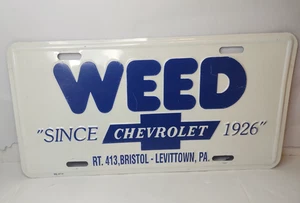 WEED
"SINCE CHEVROLET 1926"
RT. 413, BRISTOL - LEVITTOWN, PA.